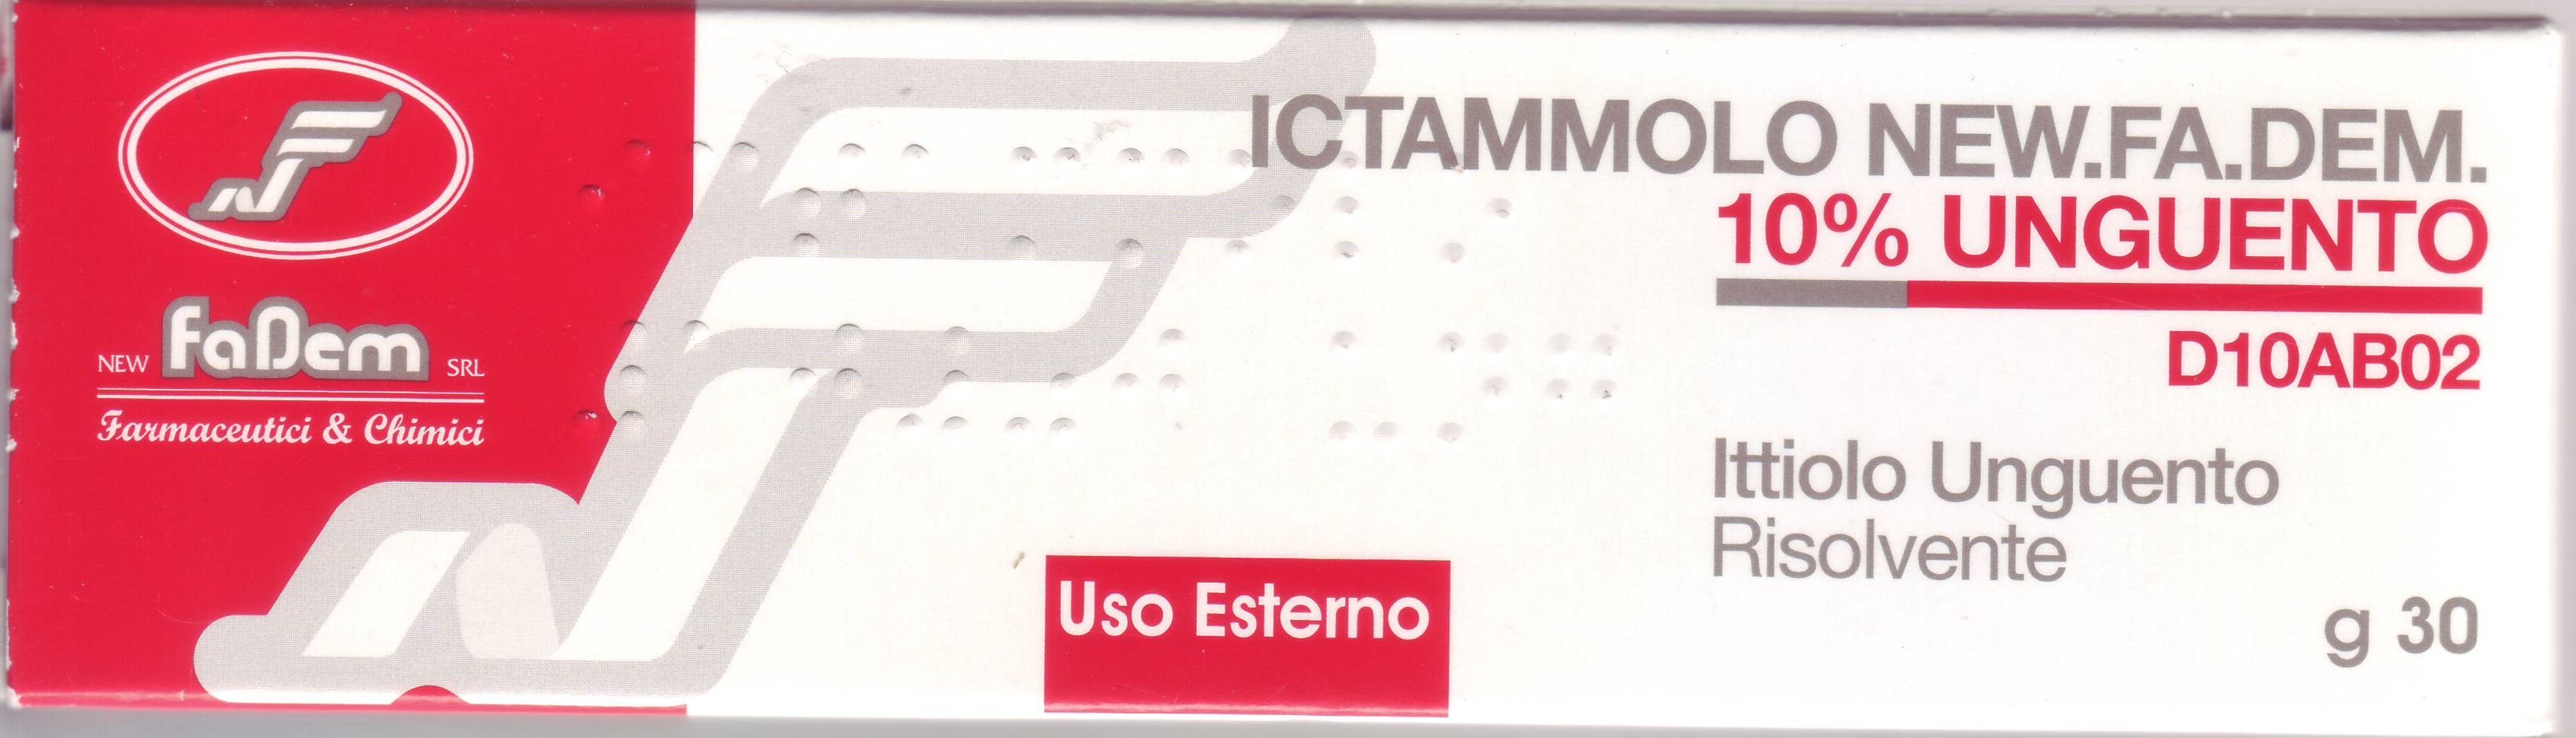 NEW FaDem SRL
Farmaceutici & Chimici
ICTAMMOLO NEW.FA.DEM.
10% UNGUENTO
D10AB02
Ittiolo Unguento
Risolvente
g 30
Uso Esterno